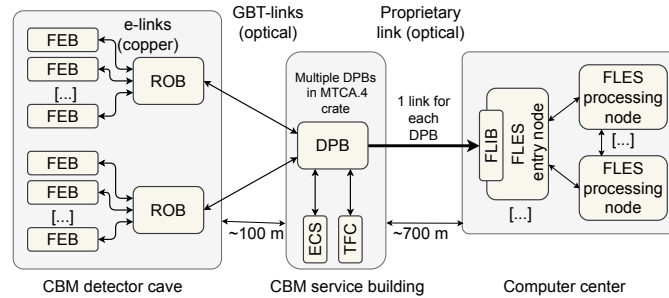 GBT-links
(optical)
Proprietary
link (optical)
e-links
(copper)
FEB
FEB
[...]
FEB
ROB
FEB
FEB
[...]
FEB
ROB
Multiple DPBs
in MTCA.4
crate
DPB
ECS
TFC
1 link for
each
DPB
FLIB
FLES
entry node
[...]
FLES
processing
node
[...]
FLES
processing
node
~100 m
~700 m
CBM detector cave
CBM service building
Computer center